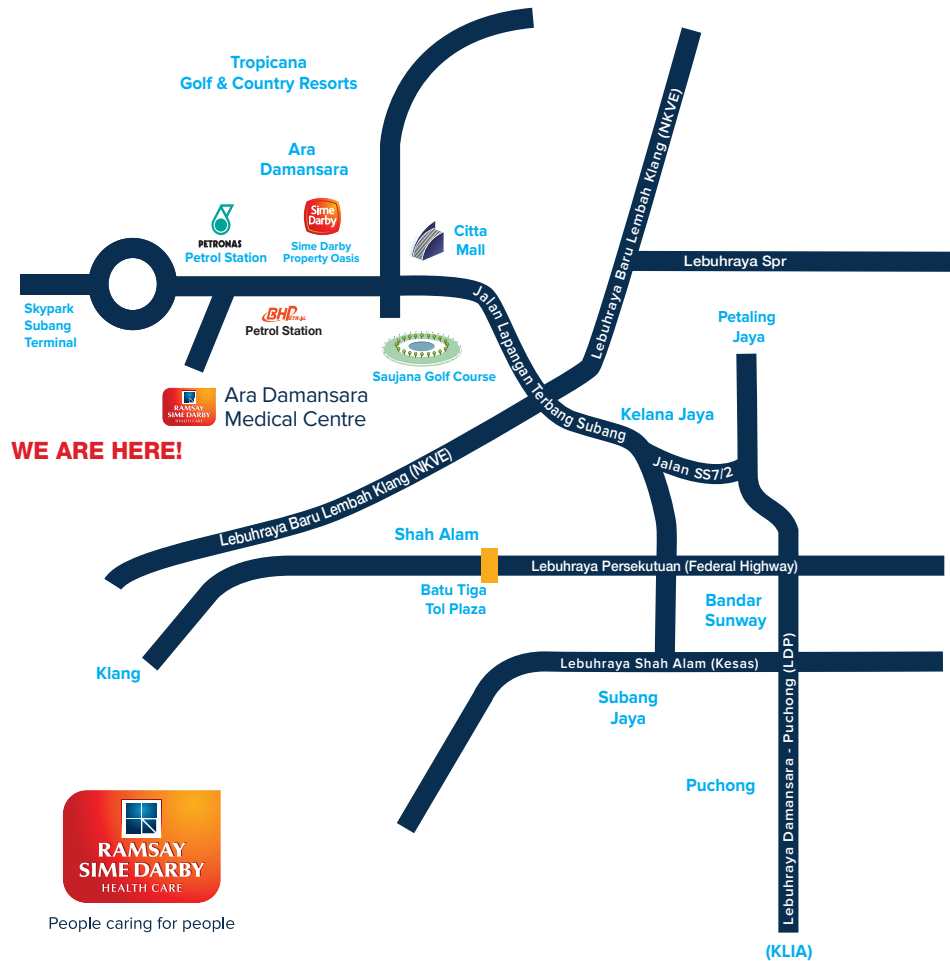 Tropicana
Golf & Country Resorts
Lebuhraya Baru Lembah Klang (NKVE)
Ara
Damansara
Sime
Darby
PETRONAS
Petrol Station
Sime Darby
Property Oasis
Citta
Mall
Lebuhraya Spr
Skypark
Subang
Terminal
BHPetrol
Petrol Station
Jalan Lapangan Terbang Subang
Petaling
Jaya
Saujana Golf Course
RAMSAY
SIME DARBY
HEALTH CARE
Ara Damansara
Medical Centre
Kelana Jaya
WE ARE HERE!
Jalan SS7/2
Lebuhraya Baru Lembah Klang (NKVE)
Shah Alam
Lebuhraya Persekutuan (Federal Highway)
Batu Tiga
Tol Plaza
Bandar
Sunway
Klang
Lebuhraya Shah Alam (Kesas)
Subang
Jaya
Lebuhraya Damansara - Puchong (LDP)
Puchong
RAMSAY
SIME DARBY
HEALTH CARE
People caring for people
(KLIA)